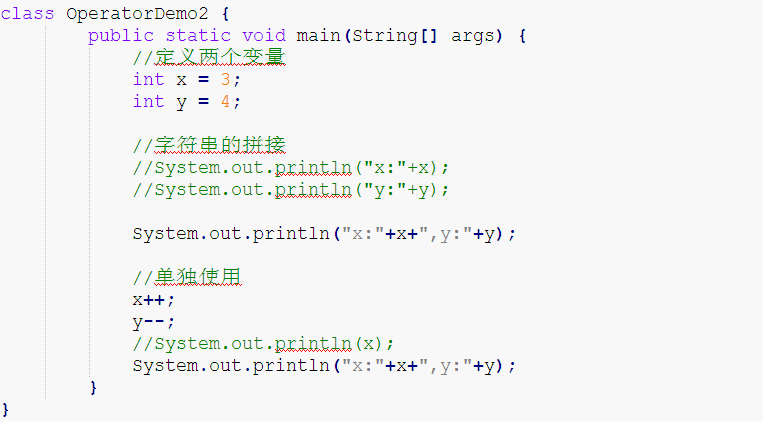 class OperatorDemo2 {
public static void main(String[] args) {
//定义两个变量
int x = 3;
int y = 4;
//字符串的拼接
//System.out.println("x:"+x);
//System.out.println("y:"+y);
System.out.println("x:"+x+",y:"+y);
//单独使用
x++;
y--;
//System.out.println(x);
System.out.println("x:"+x+",y:"+y);
}
}